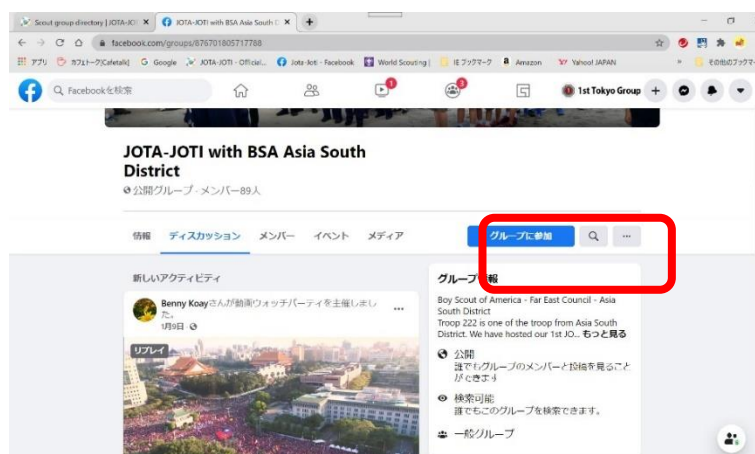 Scout group directory | JOTA-JO
JOTA-JOTI with BSA Asia South D
facebook.com/groups/876701805717788
アプリ
カフェトーク[Cafetalk]
Google
JOTA-JOTI - Official...
Jota-Joti - Facebook
World Scouting |
IE ブックマーク
Amazon
Yahoo! JAPAN
その他のブックマー
Facebookを検索
1st Tokyo Group
JOTA-JOTI with BSA Asia South
District
公開グループ・メンバー89人
情報 ディスカッション メンバー イベント メディア
グループに参加
新しいアクティビティ
Benny Koayさんが動画ウォッチパーティを主催しまし
た。
1月9日
リプレイ
グループ情報
Boy Scout of America - Far East Council - Asia
South District
Troop 222 is one of the troop from Asia South
District. We have hosted our 1st JO... もっと見る
公開
誰でもグループのメンバーと投稿を見ること
ができます
検索可能
誰でもこのグループを検索できます。
一般グループ